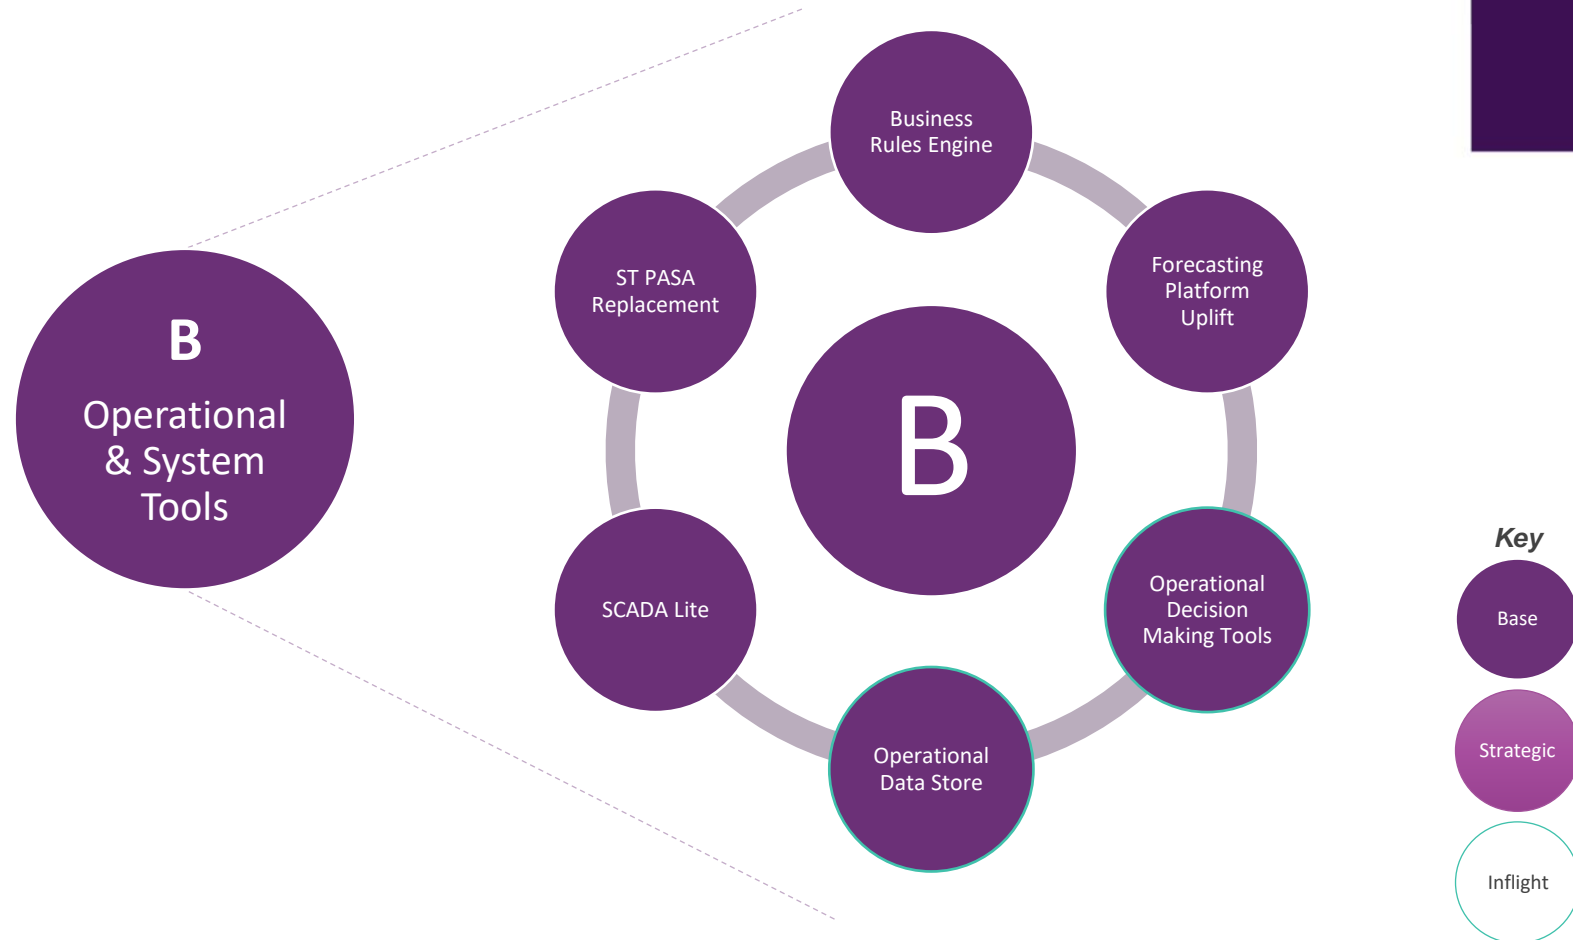 B
Operational
& System
Tools
Business
Rules Engine
Forecasting
Platform
Uplift
Operational
Decision
Making Tools
Operational
Data Store
SCADA Lite
ST PASA
Replacement
B
Key
Base
Strategic
Inflight